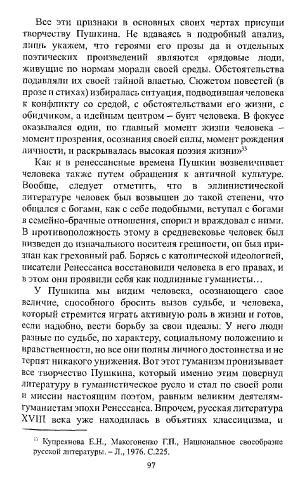 Все эти признаки в основных своих чертах присущи
творчеству Пушкина. Не вдаваясь в подробный анализ,
лишь укажем, что героями его прозы да и отдельных
поэтических произведений являются «рядовые люди,
живущие по нормам морали своей среды. Обстоятельства
подавляли их своей тайной властью. Сюжетом повестей (в
прозе и стихах) избиралась ситуация, подводившая человека
к конфликту со средой, с обстоятельствами его жизни, с
обидчиком, а идейным центром – бунт человека. В фокусе
оказывался один, но главный момент жизни человека –
момент прозрения, осознания своей силы, момент рождения
личности, и раскрывалась высокая поэзия жизни»³³
Как и в ренессансные времена Пушкин возвеличивает
человека также путем обращения к античной культуре.
Вообще, следует отметить, что в эллинистической
литературе человек был возвышен до такой степени, что
общался с богами, как с себе подобными, вступал с богами
в семейно-брачные отношения, спорил и враждовал с ними.
В противоположность этому в средневековье человек был
низведен до изначального носителя грешности, он был приз-
нан как греховный раб. Борясь с католической идеологией,
писатели Ренессанса восстановили человека в его правах, и
в этом они проявили себя как подлинные гуманисты…
У Пушкина мы видим человека, осознающего свое
величие, способного бросить вызов судьбе, и человека,
который стремится играть активную роль в жизни и готов,
если надобно, вести борьбу за свои идеалы. У него люди
разные по судьбе, по характеру, социальному положению и
нравственности, но все они полны личного достоинства и не
терпят никакого унижения. Вот этот гуманизм пронизывает
все творчество Пушкина, который именно этим повернул
литературу в гуманистическое русло и стал по своей роли
и миссии настоящим поэтом, равным великим деятелям-
гуманистам эпохи Ренессанса. Впрочем, русская литература
XVIII века уже находилась в объятиях классицизма, и
³³ Купреянова Е.Н., Макогоненко Г.П., Национальное своеобразие
русской литературы. – Л., 1976. С.225.
97